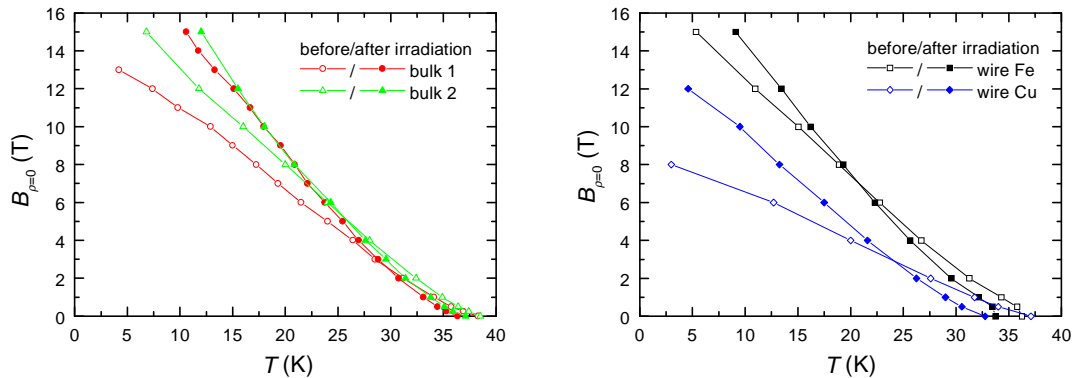 16
14
12
10
8
6
4
2
0
B_{ρ=0} (T)
before/after irradiation
/ bulk 1
/ bulk 2
0 5 10 15 20 25 30 35 40
T (K)
16
14
12
10
8
6
4
2
0
B_{ρ=0} (T)
before/after irradiation
/ wire Fe
/ wire Cu
0 5 10 15 20 25 30 35 40
T (K)